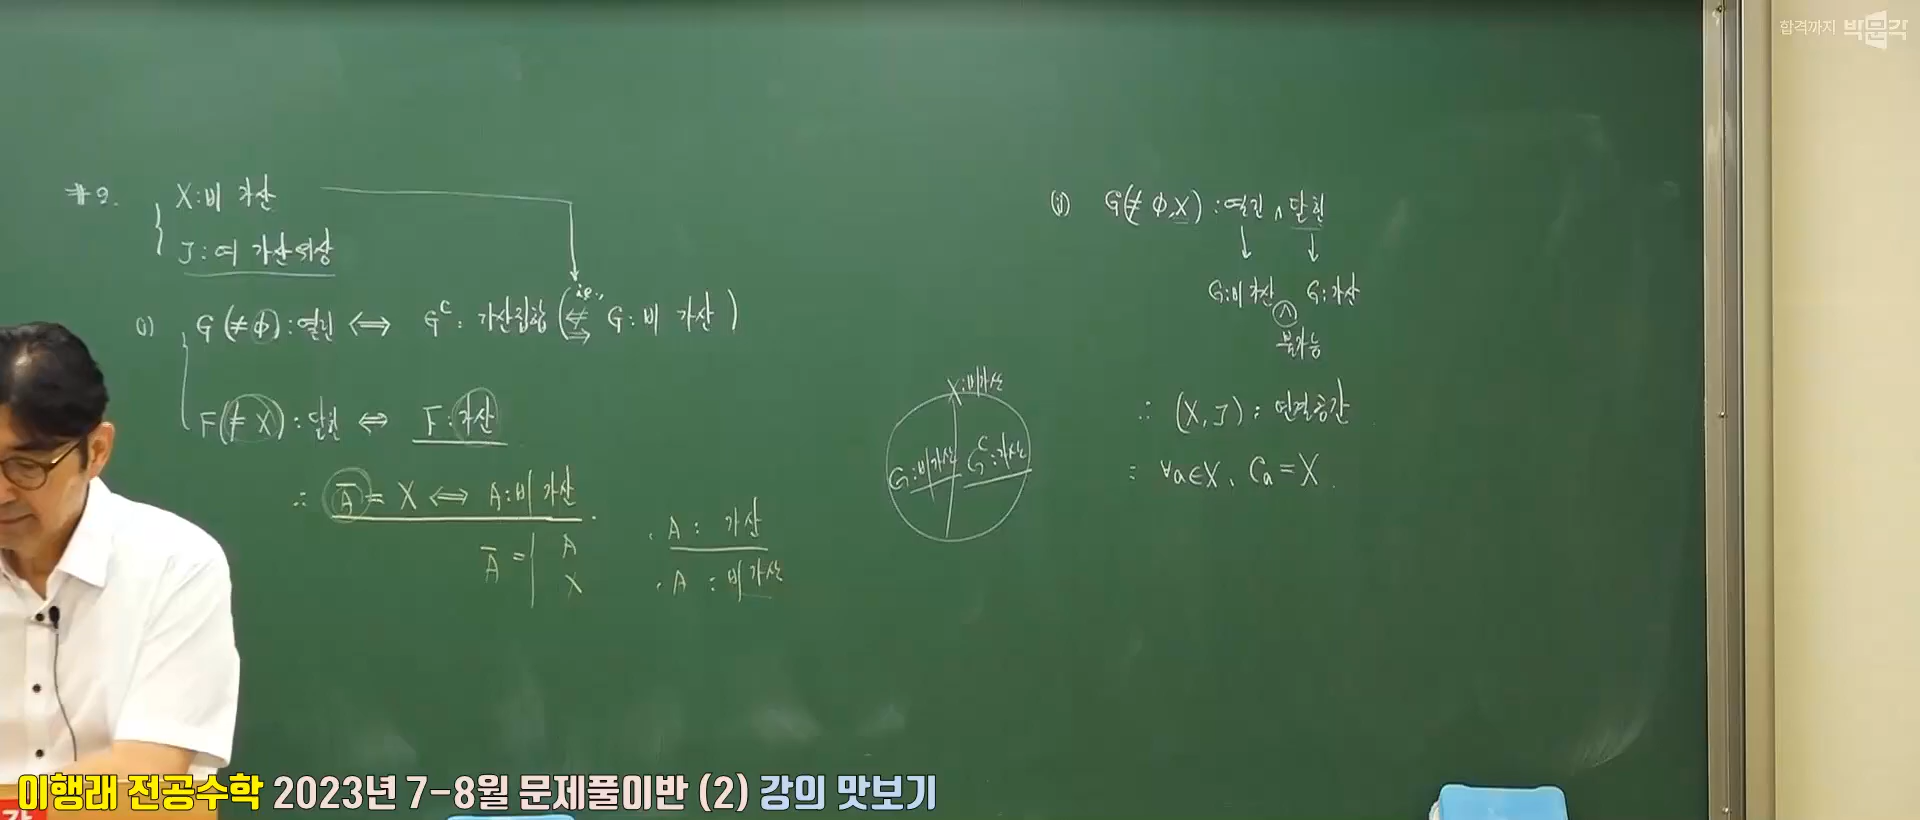 합격까지 박문각
#2.
X:비 가산
J:여 가산위상
(i) G(≠ϕ):열린 ⟺ G^c: 가산집합 (i.e., ⇍ ⇒ G: 비 가산)
F(≠X):닫힌 ⟺ F:가산
∴ Ā = X ⟺ A:비 가산.
Ā = { A · A : 가산
X · A : 비가산
X:비가산
G:비가산 G^c:가산
(ii) G(≠ϕ,X):열린 ∧ 닫힌
↓ ↓
G:비가산 ∧ G:가산
불가능
∴ (X, J) : 연결공간
: ∀a∈X, C_a = X.
이행래 전공수학 2023년 7-8월 문제풀이반 (2) 강의 맛보기